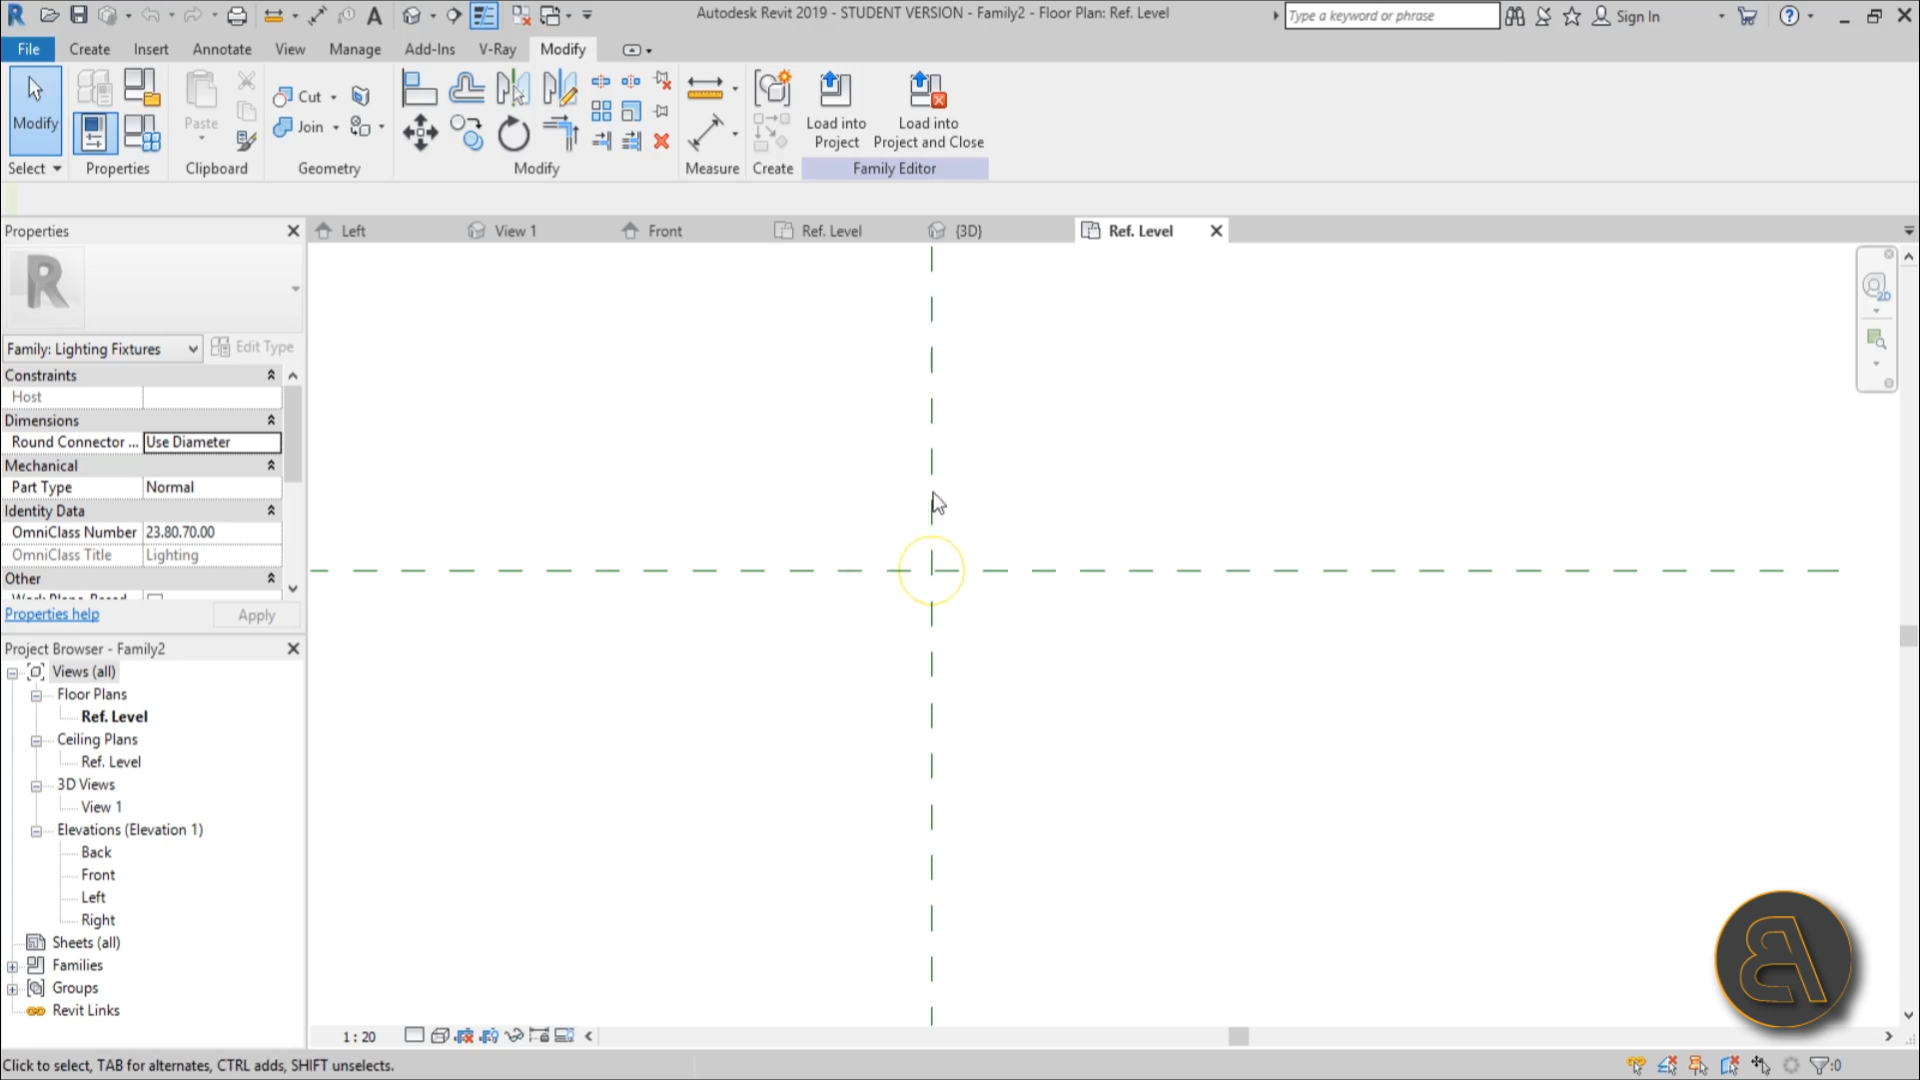 Autodesk Revit 2019 - STUDENT VERSION - Family2 - Floor Plan: Ref. Level
Type a keyword or phrase
Sign In
File Create Insert Annotate View Manage Add-Ins V-Ray Modify
Modify
Paste
Cut
Join
Load into Project
Load into Project and Close
Select Properties Clipboard Geometry Modify Measure Create Family Editor
Properties
Left View 1 Front Ref. Level {3D} Ref. Level
2D
Family: Lighting Fixtures Edit Type
Constraints
Host
Dimensions
Round Connector ... Use Diameter
Mechanical
Part Type Normal
Identity Data
OmniClass Number 23.80.70.00
OmniClass Title Lighting
Other
Properties help Apply
Project Browser - Family2
Views (all)
Floor Plans
Ref. Level
Ceiling Plans
Ref. Level
3D Views
View 1
Elevations (Elevation 1)
Back
Front
Left
Right
Sheets (all)
Families
Groups
Revit Links
1 : 20
Click to select, TAB for alternates, CTRL adds, SHIFT unselects.
:0